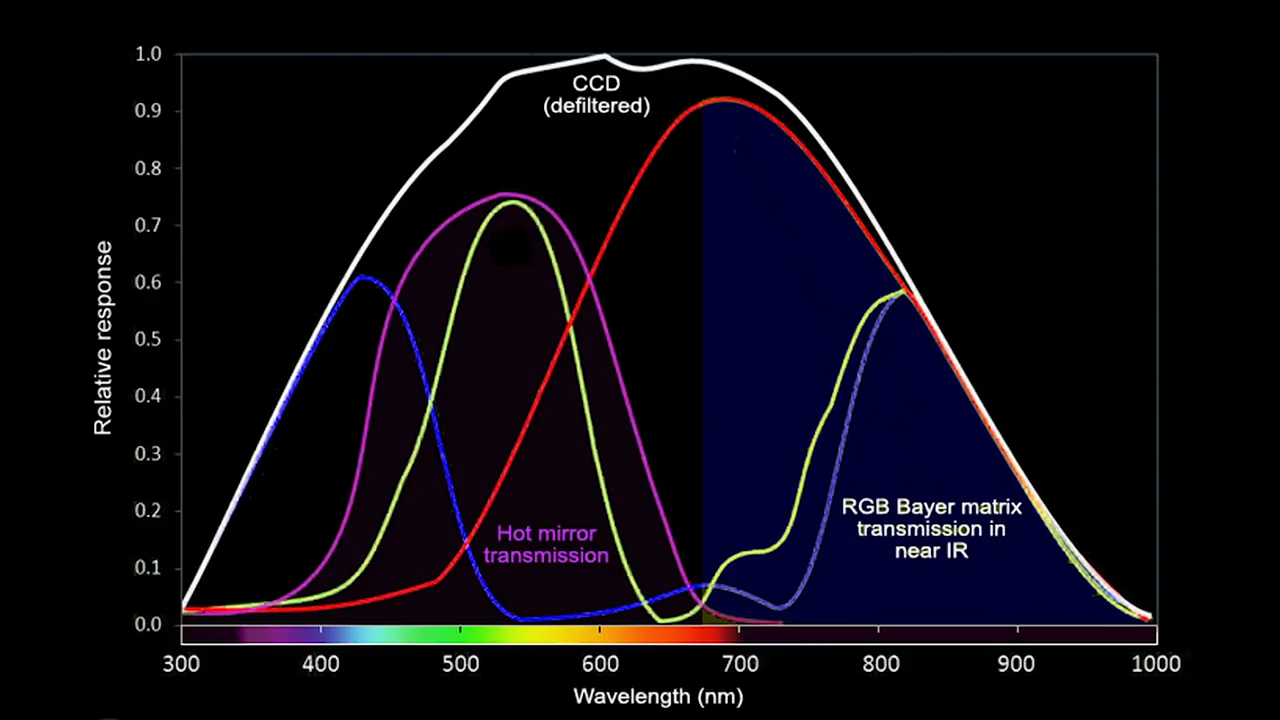 1.0
CCD
(defiltered)
0.9
0.8
0.7
0.6
0.5
0.4
0.3
0.2
0.1
0.0
Relative response
Hot mirror
transmission
RGB Bayer matrix
transmission in
near IR
300 400 500 600 700 800 900 1000
Wavelength (nm)